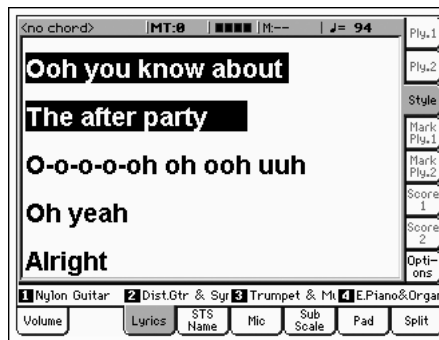 <no chord> MT:0 M:-- ♩= 94
Ply.1
Ply.2
Style
Mark
Ply.1
Mark
Ply.2
Score
1
Score
2
Opti-
ons
Ooh you know about
The after party
O-o-o-o-oh oh ooh uuh
Oh yeah
Alright
1 Nylon Guitar 2 Dist.Gtr & Syr 3 Trumpet & Mu 4 E.Piano&Organ
Volume
Lyrics
STS
Name
Mic
Sub
Scale
Pad
Split